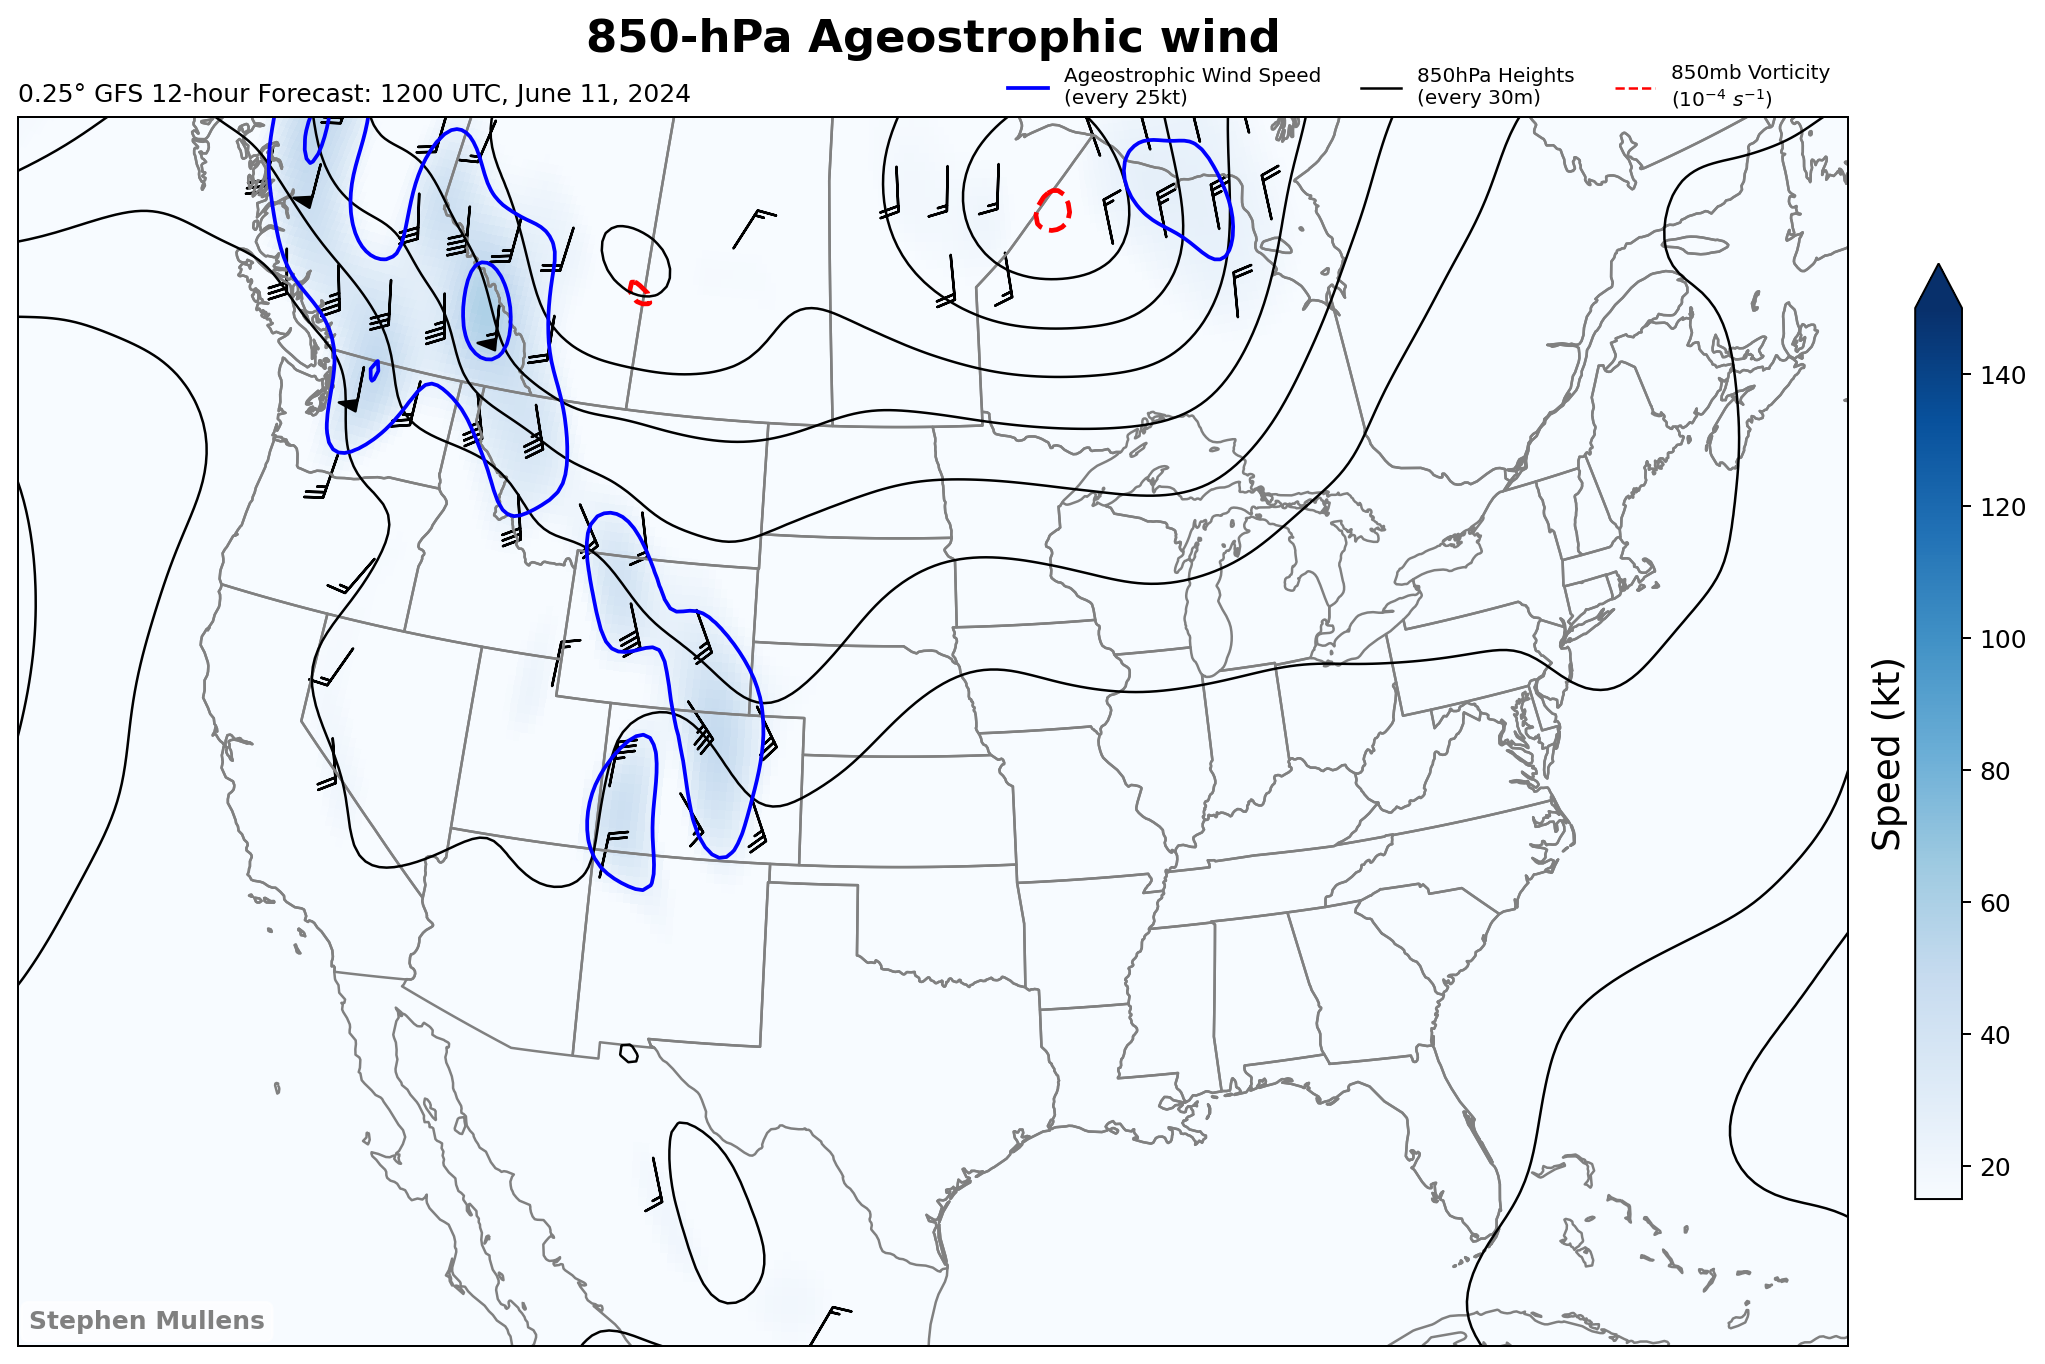 850-hPa Ageostrophic wind
0.25° GFS 12-hour Forecast: 1200 UTC, June 11, 2024
Ageostrophic Wind Speed
(every 25kt)
850hPa Heights
(every 30m)
850mb Vorticity
(10⁻⁴ s⁻¹)
140
120
100
80
60
40
20
Speed (kt)
Stephen Mullens